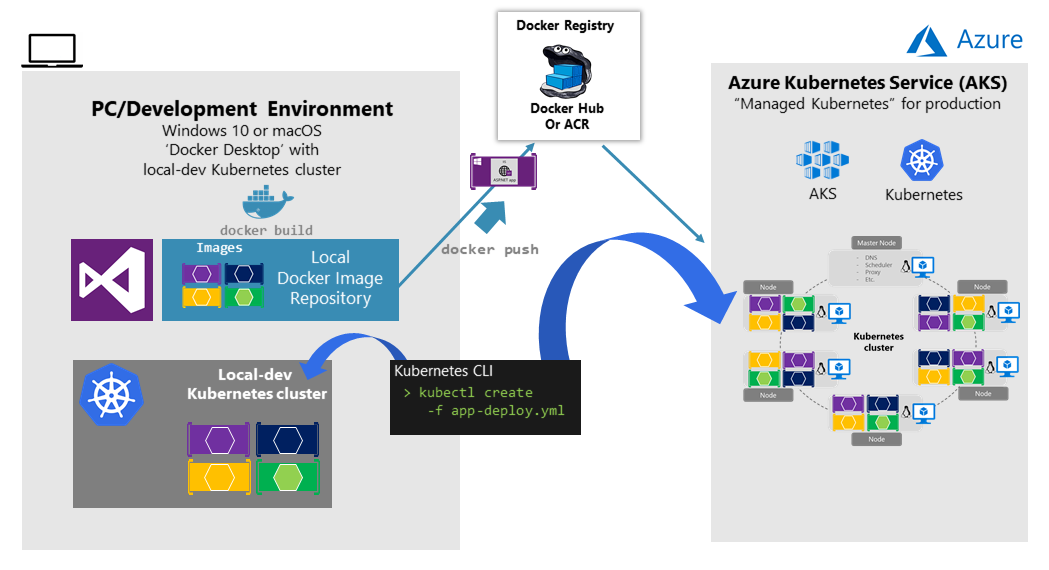 PC/Development Environment
Windows 10 or macOS
‘Docker Desktop’ with
local-dev Kubernetes cluster
docker build
Images
Local
Docker Image
Repository
Local-dev
Kubernetes cluster
Kubernetes CLI
> kubectl create
-f app-deploy.yml
Docker Registry
Docker Hub
Or ACR
ASP.NET app
docker push
Azure
Azure Kubernetes Service (AKS)
“Managed Kubernetes” for production
AKS
Kubernetes
Master Node
- DNS
- Scheduler
- Proxy
- Etc.
Node
Node
Kubernetes
cluster
Node
Node
Node